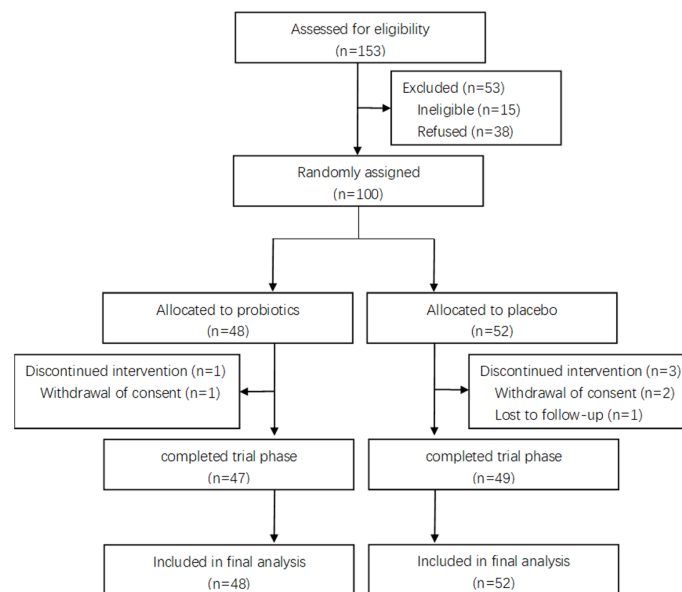 Assessed for eligibility
(n=153)
Excluded (n=53)
Ineligible (n=15)
Refused (n=38)
Randomly assigned
(n=100)
Allocated to probiotics
(n=48)
Allocated to placebo
(n=52)
Discontinued intervention (n=1)
Withdrawal of consent (n=1)
Discontinued intervention (n=3)
Withdrawal of consent (n=2)
Lost to follow-up (n=1)
completed trial phase
(n=47)
completed trial phase
(n=49)
Included in final analysis
(n=48)
Included in final analysis
(n=52)